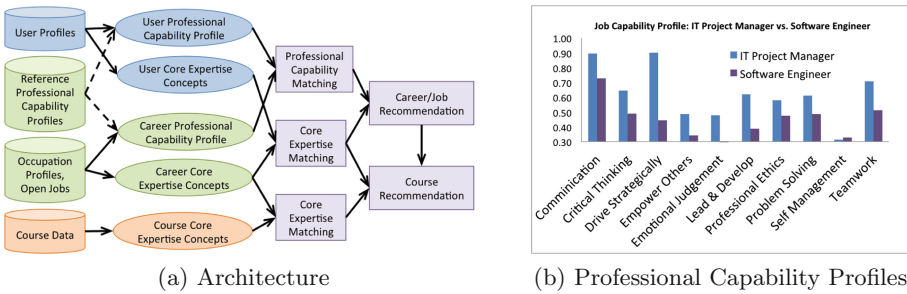 User Profiles
Reference
Professional
Capability
Profiles
Occupation
Profiles,
Open Jobs
Course Data
User Professional
Capability Profile
User Core Expertise
Concepts
Career Professional
Capability Profile
Career Core
Expertise Concepts
Course Core
Expertise Concepts
Professional
Capability
Matching
Core
Expertise
Matching
Core
Expertise
Matching
Career/Job
Recommendation
Course
Recommendation
(a) Architecture
Job Capability Profile: IT Project Manager vs. Software Engineer
1.00
0.90
0.80
0.70
0.60
0.50
0.40
0.30
IT Project Manager
Software Engineer
Comminication
Critical Thinking
Drive Strategically
Empower Others
Emotional Judgement
Lead & Develop
Professional Ethics
Problem Solving
Self Management
Teamwork
(b) Professional Capability Profiles